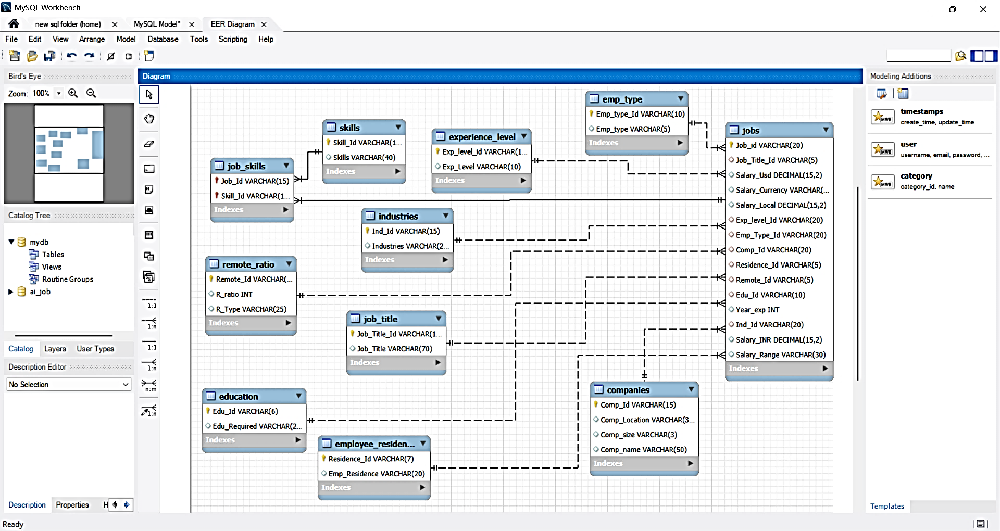 MySQL Workbench
new sql folder (home)
MySQL Model*
EER Diagram
File Edit View Arrange Model Database Tools Scripting Help
Bird's Eye
Zoom: 100%
Catalog Tree
mydb
Tables
Views
Routine Groups
ai_job
Catalog Layers User Types
Description Editor
No Selection
Description Properties H
Ready
Diagram
1:1
1:n
1:1
1:n
n:m
1:n
emp_type
Emp_type_Id VARCHAR(10)
Emp_type VARCHAR(5)
Indexes
skills
Skill_Id VARCHAR(1...
Skills VARCHAR(40)
Indexes
experience_level
Exp_level_id VARCHAR(1...
Exp_Level VARCHAR(10)
Indexes
job_skills
Job_Id VARCHAR(15)
Skill_Id VARCHAR(1...
Indexes
industries
Ind_Id VARCHAR(15)
Industries VARCHAR(2...
Indexes
remote_ratio
Remote_Id VARCHAR(...
R_ratio INT
R_Type VARCHAR(25)
Indexes
job_title
Job_Title_Id VARCHAR(1...
Job_Title VARCHAR(70)
Indexes
education
Edu_Id VARCHAR(6)
Edu_Required VARCHAR(2...
Indexes
employee_residen...
Residence_Id VARCHAR(7)
Emp_Residence VARCHAR(20)
Indexes
companies
Comp_Id VARCHAR(15)
Comp_Location VARCHAR(3...
Comp_size VARCHAR(3)
Comp_name VARCHAR(50)
Indexes
jobs
Job_id VARCHAR(20)
Job_Title_Id VARCHAR(5)
Salary_Usd DECIMAL(15,2)
Salary_Currency VARCHAR(...
Salary_Local DECIMAL(15,2)
Exp_level_Id VARCHAR(20)
Emp_Type_Id VARCHAR(20)
Comp_Id VARCHAR(20)
Residence_Id VARCHAR(5)
Remote_Id VARCHAR(5)
Edu_Id VARCHAR(10)
Year_exp INT
Ind_Id VARCHAR(20)
Salary_INR DECIMAL(15,2)
Salary_Range VARCHAR(30)
Indexes
Modeling Additions
MWB
timestamps
create_time, update_time
MWB
user
username, email, password, ...
MWB
category
category_id, name
Templates